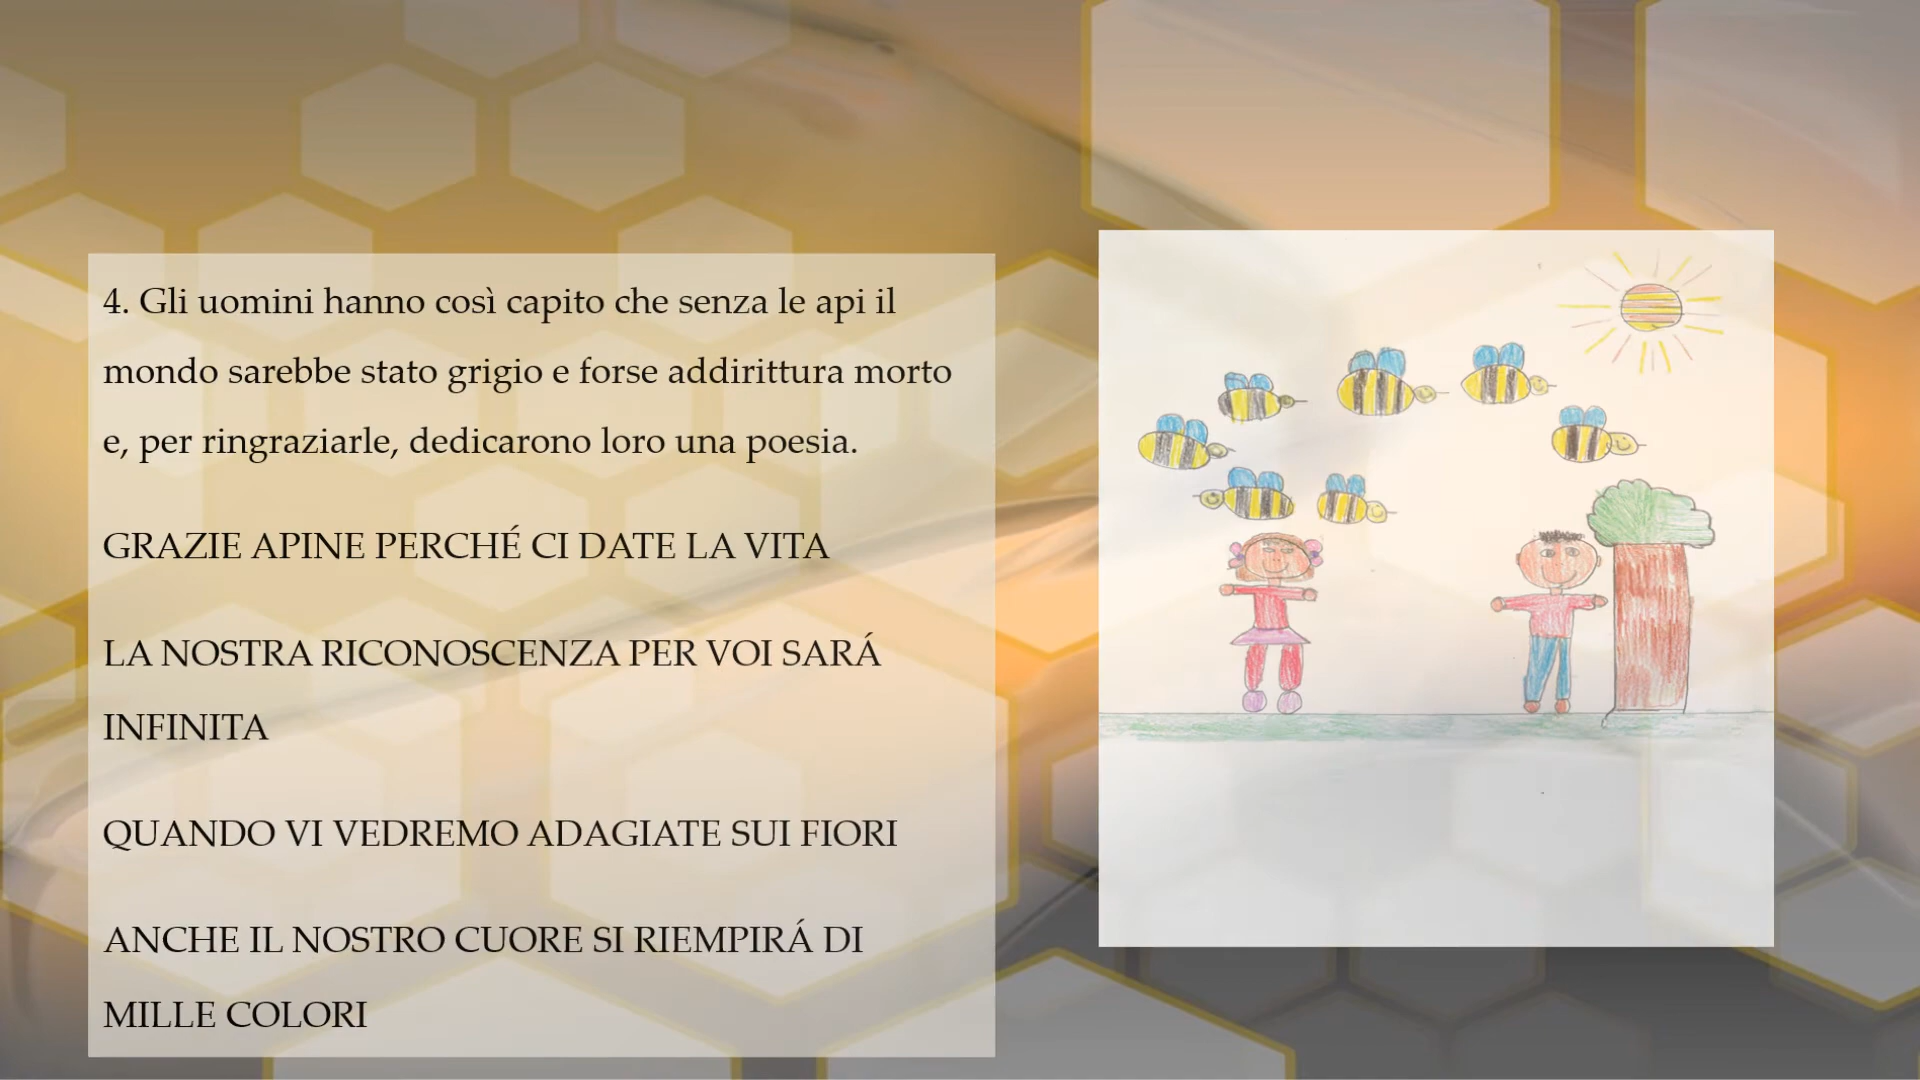 4. Gli uomini hanno così capito che senza le api il
mondo sarebbe stato grigio e forse addirittura morto
e, per ringraziarle, dedicarono loro una poesia.
GRAZIE APINE PERCHÉ CI DATE LA VITA
LA NOSTRA RICONOSCENZA PER VOI SARÁ
INFINITA
QUANDO VI VEDREMO ADAGIATE SUI FIORI
ANCHE IL NOSTRO CUORE SI RIEMPIRÁ DI
MILLE COLORI